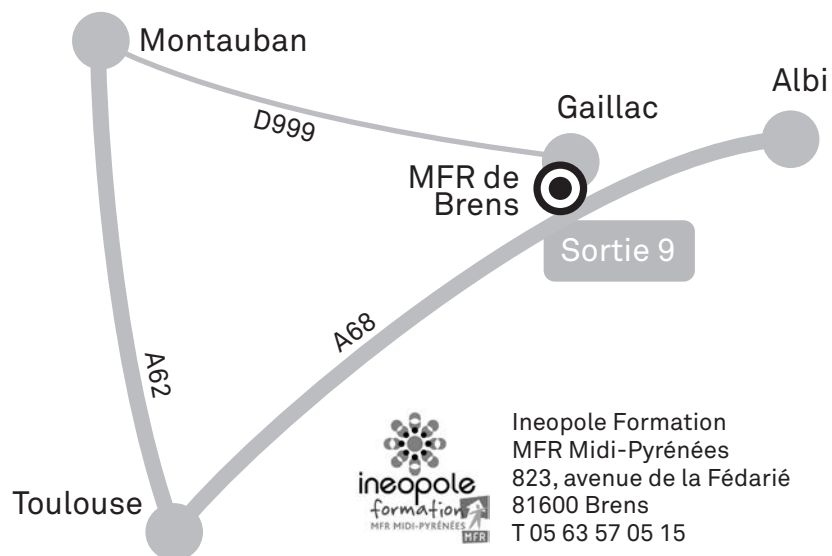 Montauban
Albi
Gaillac
D999
MFR de
Brens
Sortie 9
A68
A62
Toulouse
ineopole
formation
MFR MIDI-PYRÉNÉES
MFR
Ineopole Formation
MFR Midi-Pyrénées
823, avenue de la Fédarié
81600 Brens
T 05 63 57 05 15